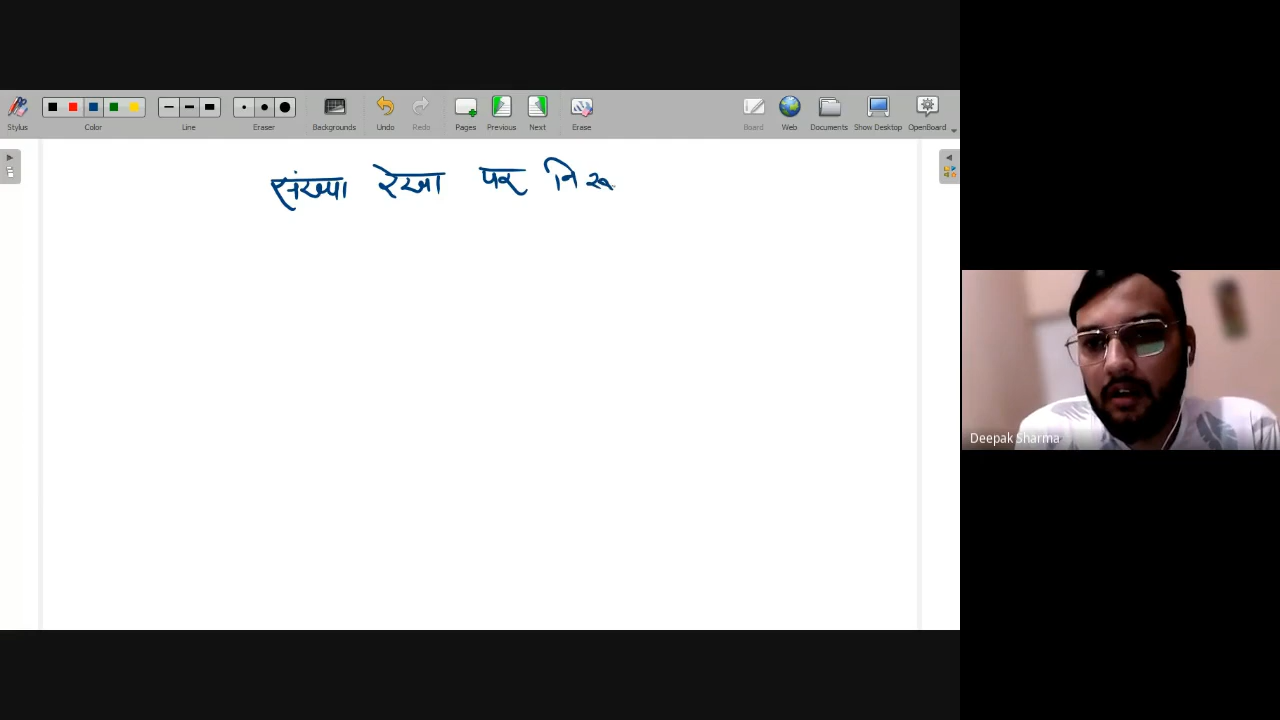 Stylus
Color
Line
Eraser
Backgrounds
Undo
Redo
Pages
Previous
Next
Erase
Board
Web
Documents
Show Desktop
OpenBoard
संख्या रेखा पर
Deepak Sharma